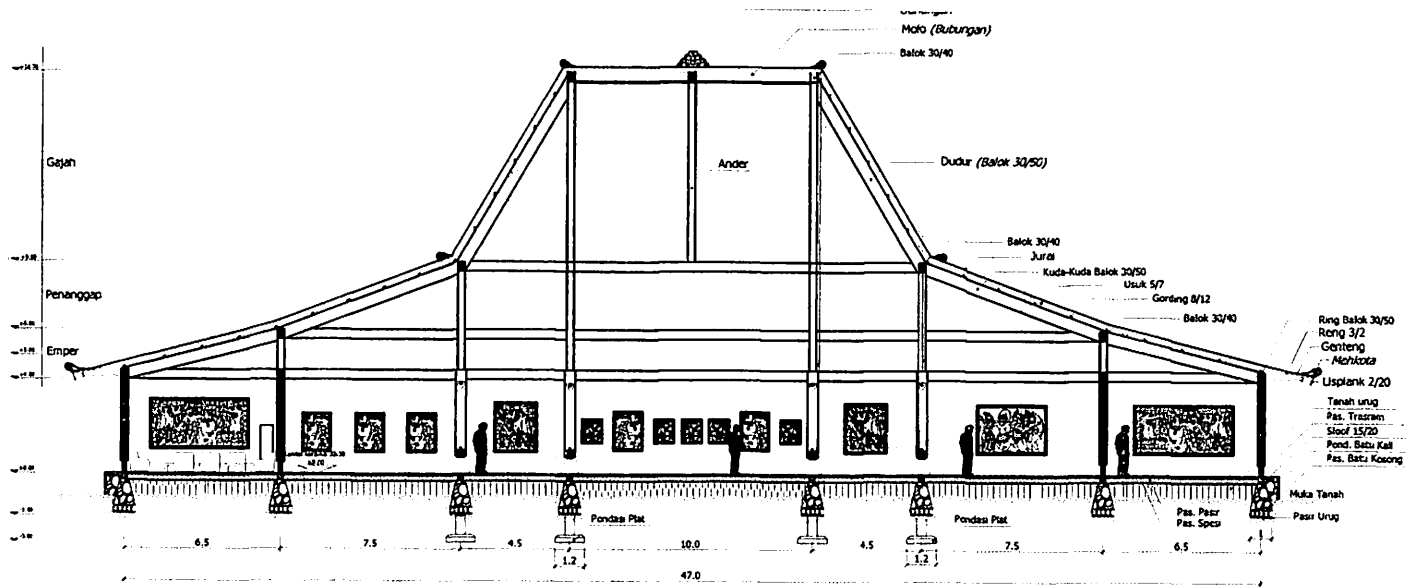 Molo (Bubungan)
Balok 30/40
Gajah
Ander
Dudur (Balok 30/50)
Balok 30/40
Jurai
Kuda-Kuda Balok 30/50
Usuk 5/7
Gording 8/12
Balok 30/40
Penanggap
Emper
Ring Balok 30/50
Reng 3/2
Genteng
Mehkota
Lisplank 2/20
Tanah urug
Pas. Trasram
Sloof 15/20
Pond. Batu Kali
Pas. Batu Kosong
Muka Tanah
Pasir Urug
Pas. Pasir
Pas. Spesi
Pondasi Plat
Pondasi Plat
6.5
7.5
4.5
10.0
4.5
7.5
6.5
1.2
1.2
47.0